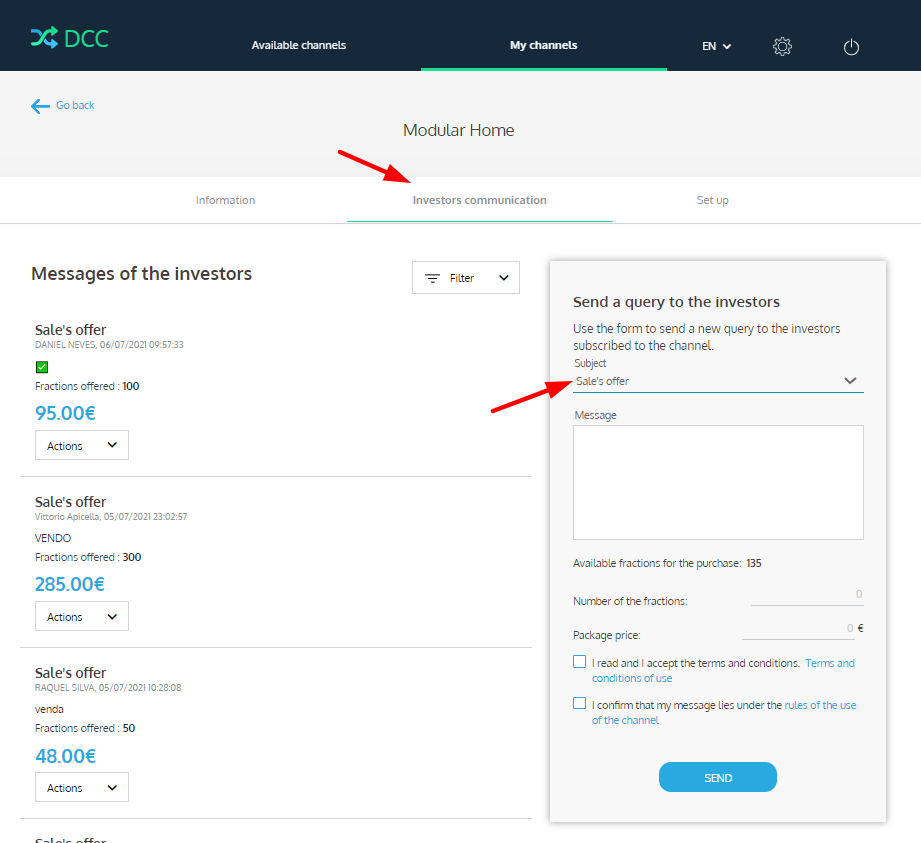 DCC
Available channels
My channels
EN
Go back
Modular Home
Information
Investors communication
Set up
Messages of the investors
Filter
Sale's offer
DANIEL NEVES, 06/07/2021 09:57:33
Fractions offered : 100
95.00€
Actions
Sale's offer
Vittorio Apicella, 05/07/2021 23:02:57
VENDO
Fractions offered : 300
285.00€
Actions
Sale's offer
RAQUEL SILVA, 05/07/2021 10:28:08
venda
Fractions offered : 50
48.00€
Actions
Sale's offer
Send a query to the investors
Use the form to send a new query to the investors
subscribed to the channel.
Subject
Sale's offer
Message
Available fractions for the purchase: 135
Number of the fractions: 0
Package price: 0 €
I read and I accept the terms and conditions. Terms and
conditions of use
I confirm that my message lies under the rules of the use
of the channel
SEND